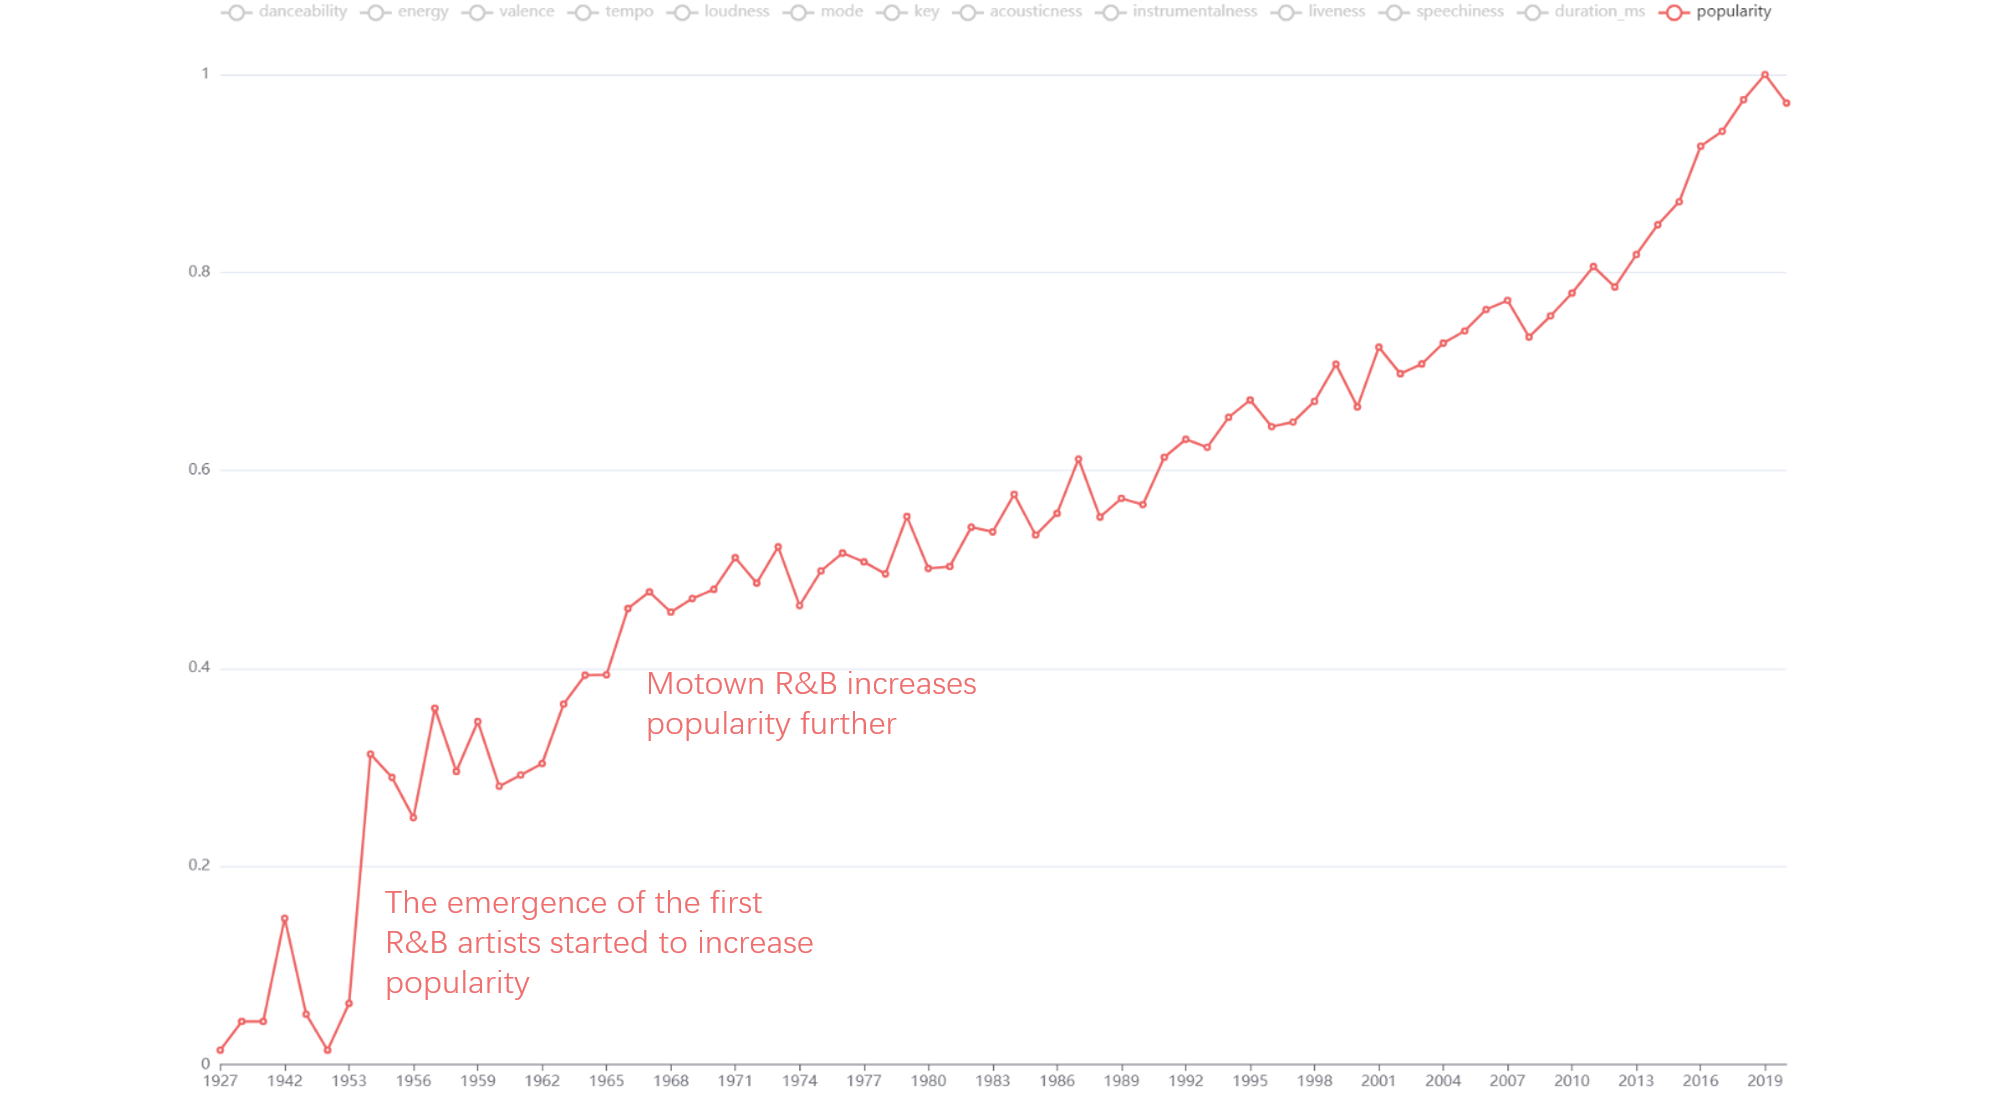 danceability energy valence tempo loudness mode key acousticness instrumentalness liveness speechiness duration_ms popularity
1
0.8
0.6
0.4
Motown R&B increases
popularity further
0.2
The emergence of the first
R&B artists started to increase
popularity
0
1927 1942 1953 1956 1959 1962 1965 1968 1971 1974 1977 1980 1983 1986 1989 1992 1995 1998 2001 2004 2007 2010 2013 2016 2019